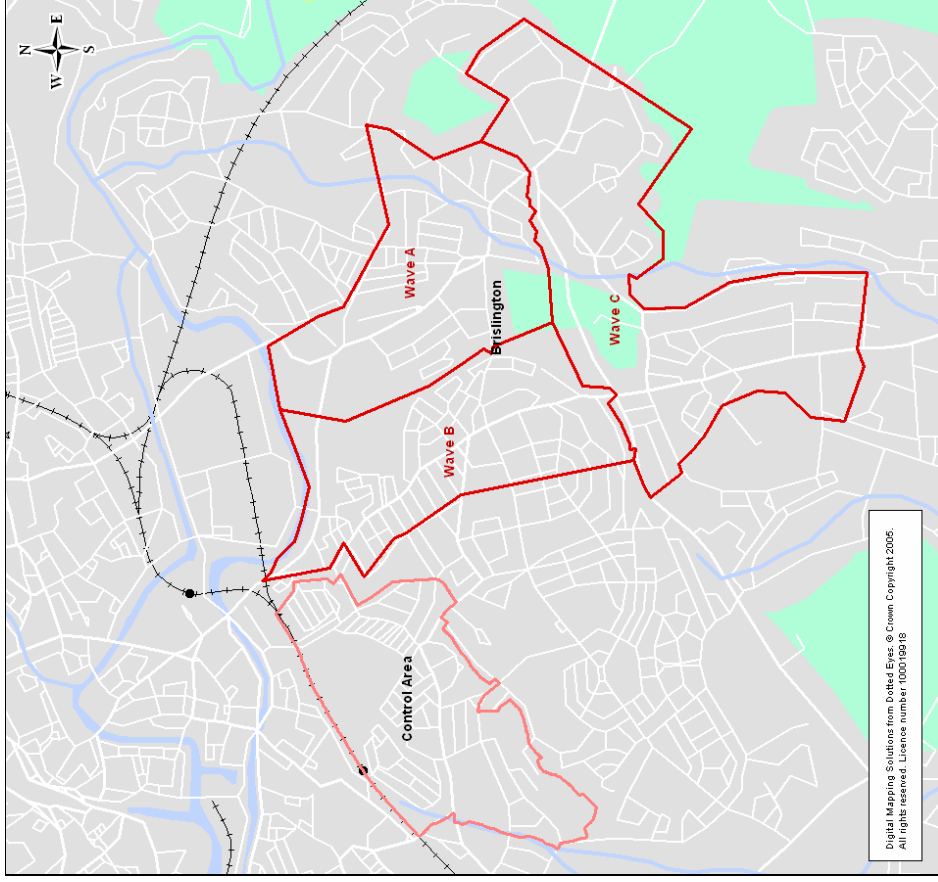 N
E
W
S
Wave A
Brislington
Wave C
Wave B
Control Area
Digital Mapping Solutions from Dotted Eyes. © Crown Copyright 2005.
All rights reserved. Licence number 100019918